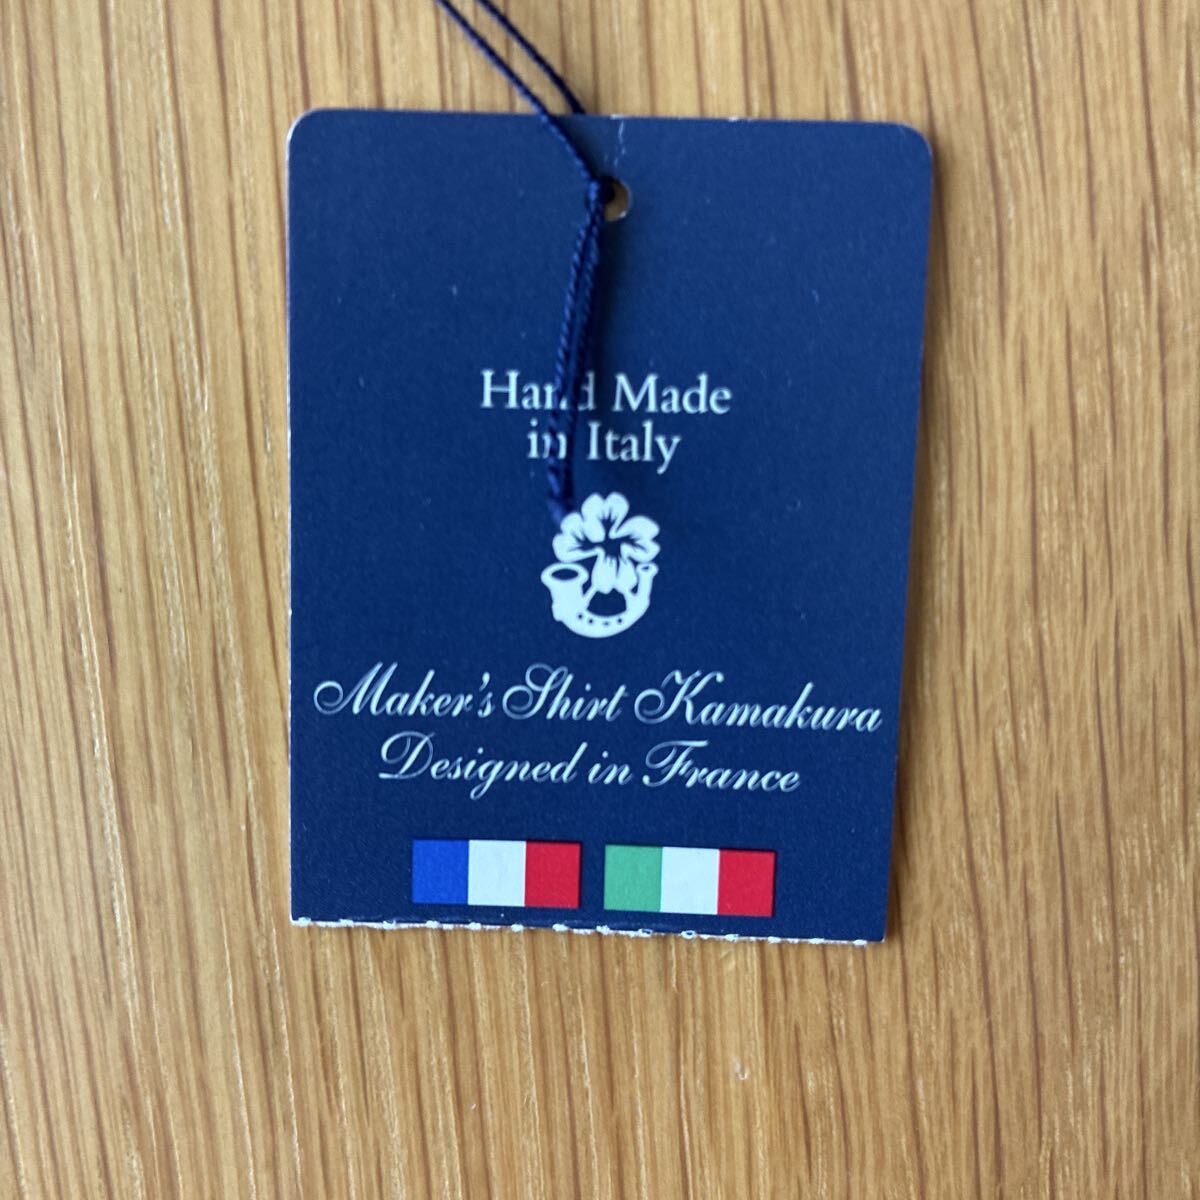 Hand Made
in Italy
Maker's Shirt Kamakura
Designed in France